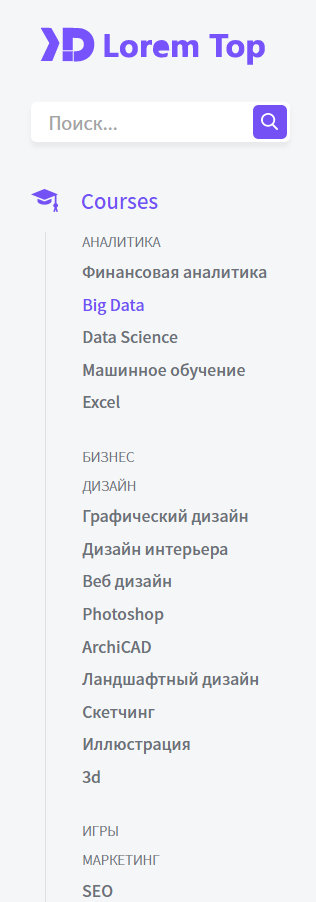 Lorem Top
Поиск...
Courses
АНАЛИТИКА
Финансовая аналитика
Big Data
Data Science
Машинное обучение
Excel
БИЗНЕС
ДИЗАЙН
Графический дизайн
Дизайн интерьера
Веб дизайн
Photoshop
ArchiCAD
Ландшафтный дизайн
Скетчинг
Иллюстрация
3d
ИГРЫ
МАРКЕТИНГ
SEO